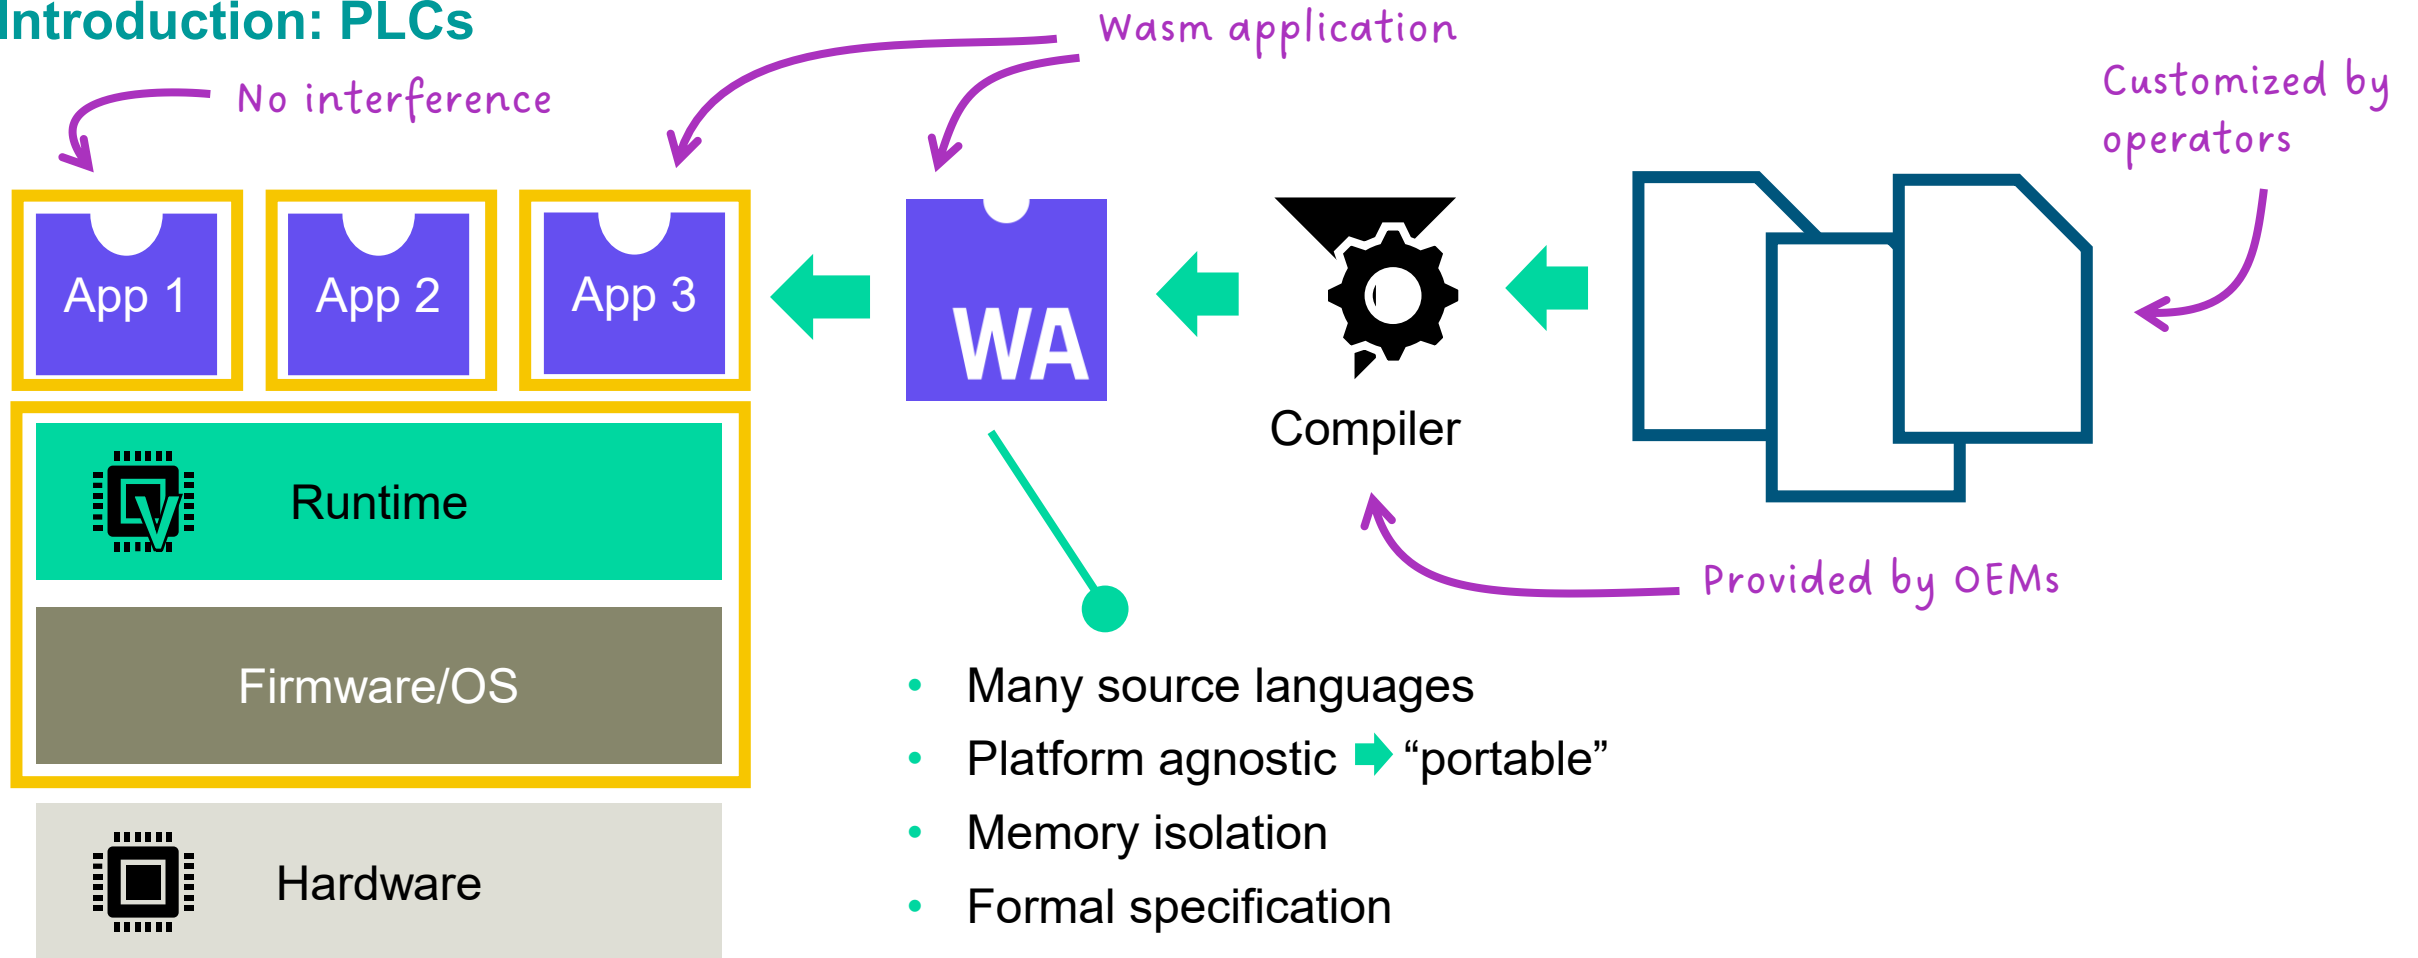 Introduction: PLCs
Wasm application
No interference
Customized by
operators
App 1
App 2
App 3
WA
Compiler
Runtime
V
Provided by OEMs
Firmware/OS
Hardware
• Many source languages
• Platform agnostic “portable”
• Memory isolation
• Formal specification